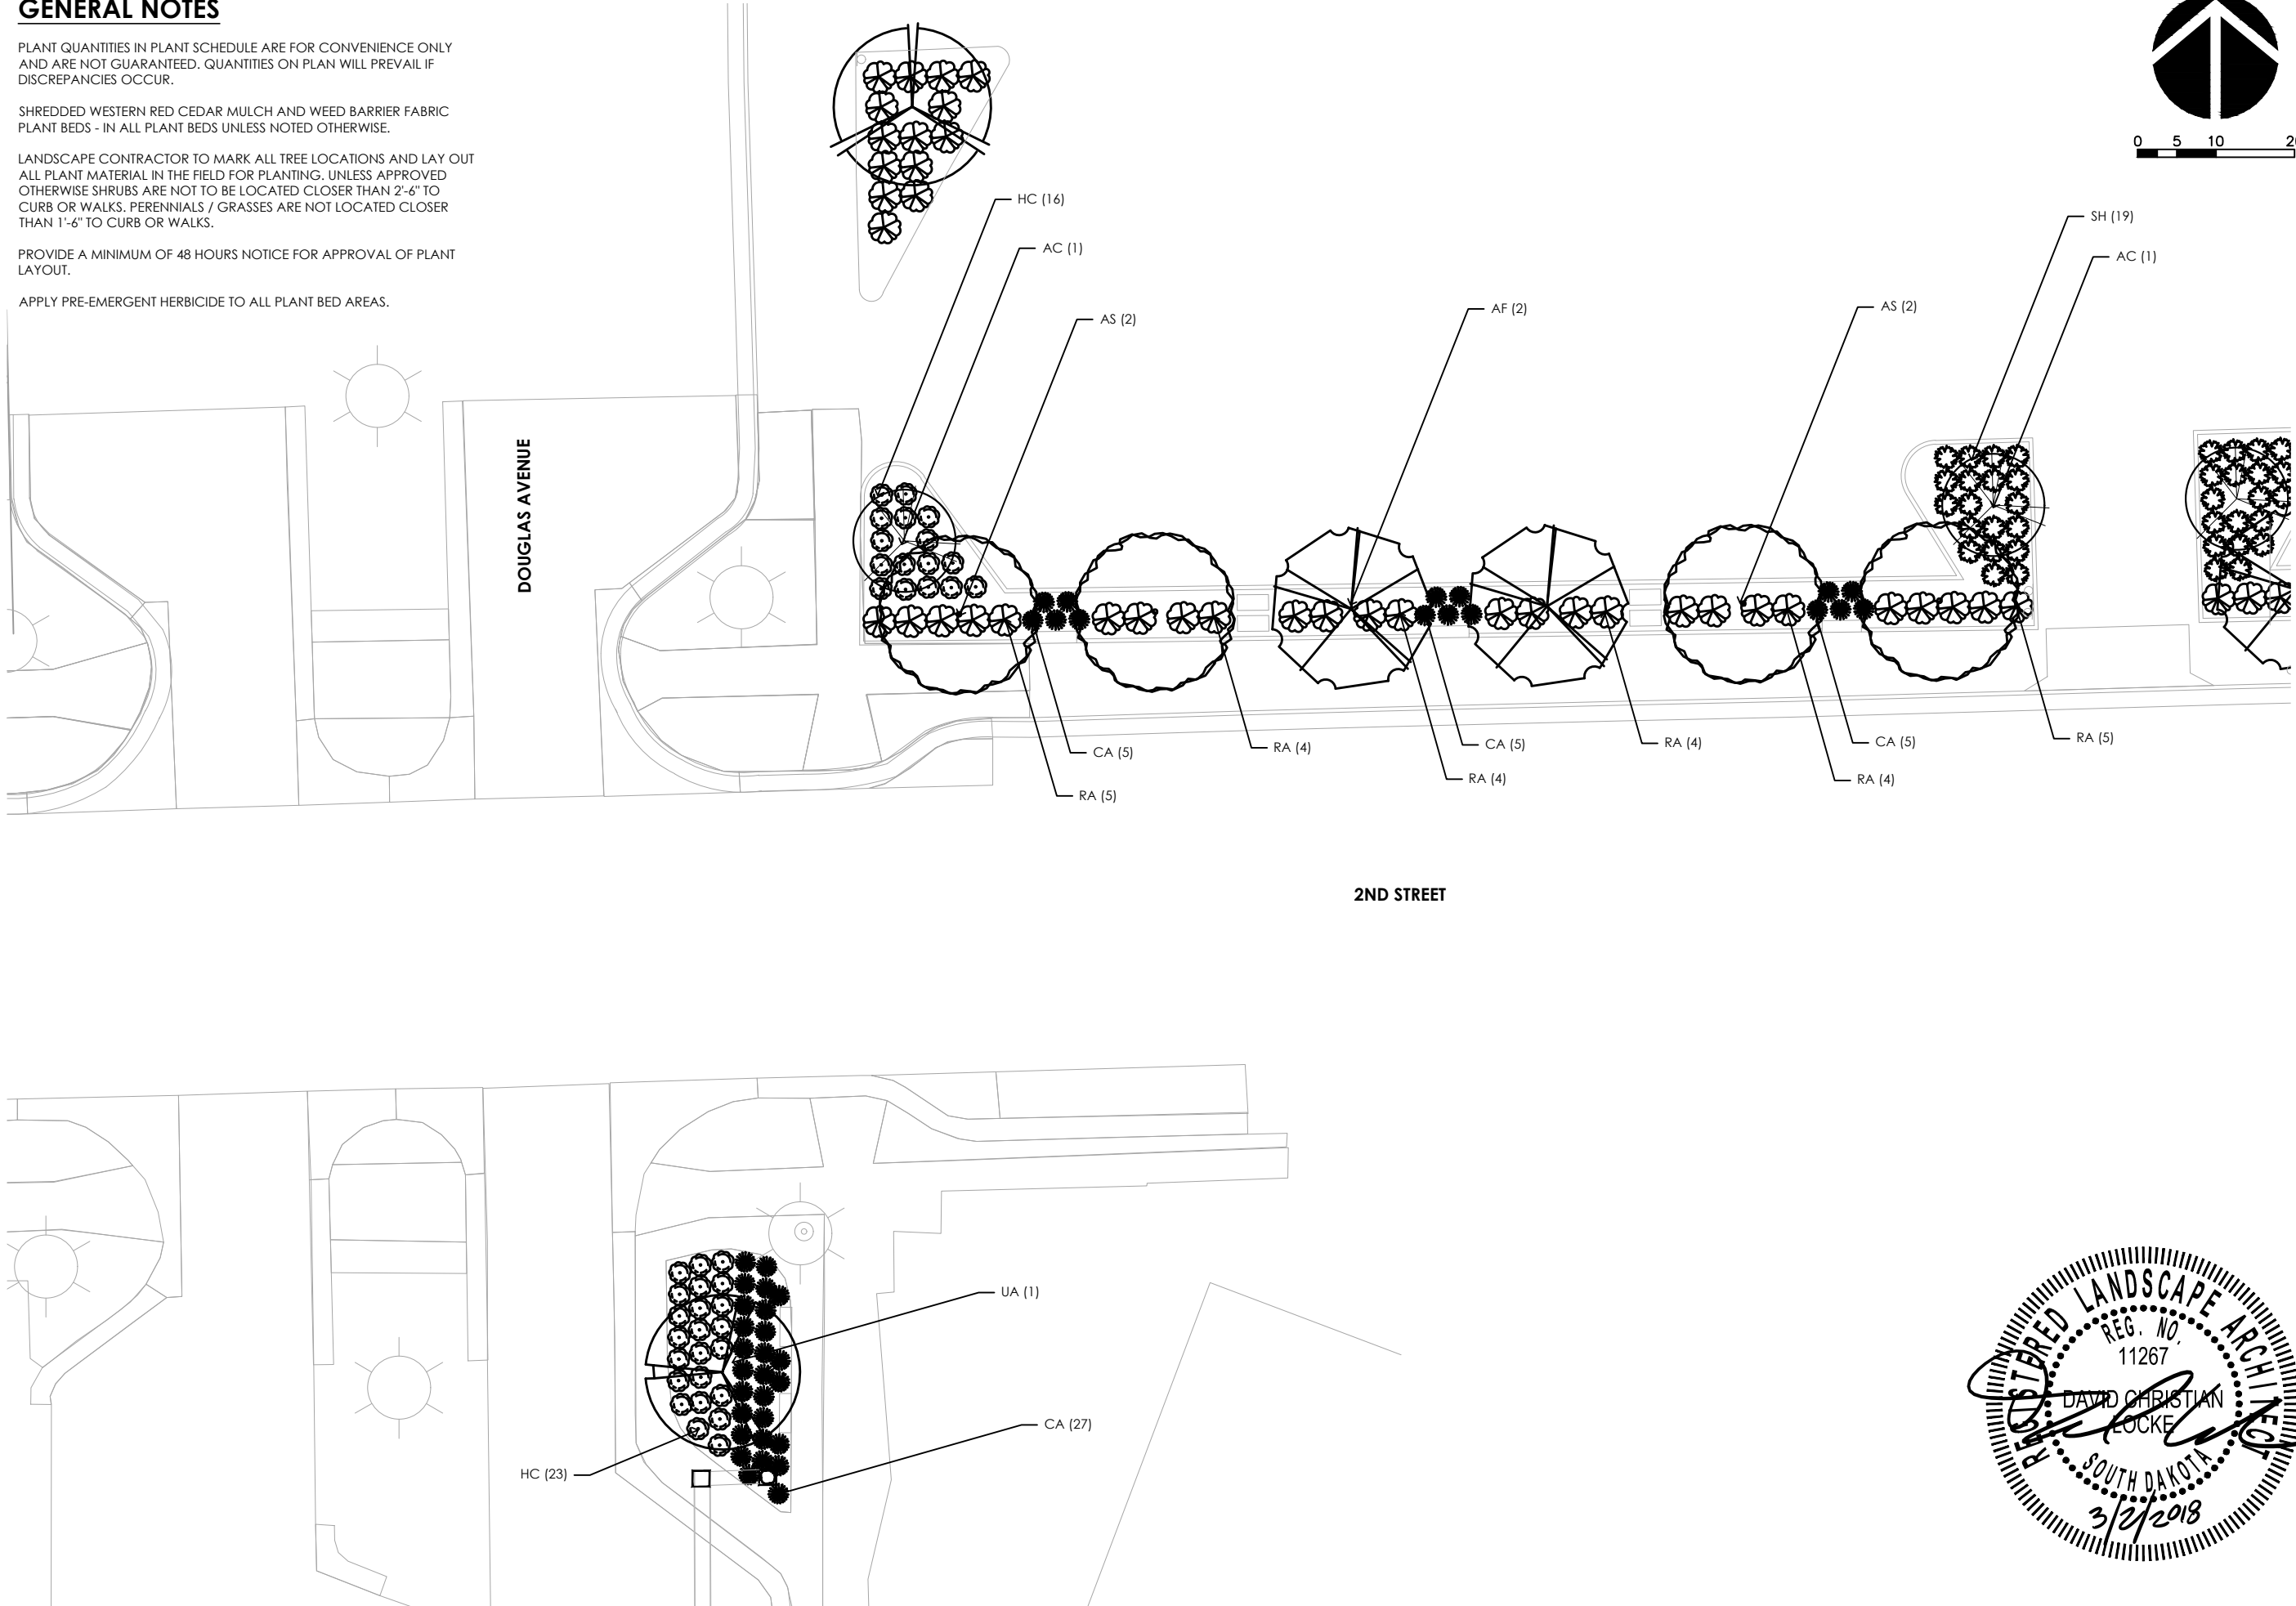 GENERAL NOTES
PLANT QUANTITIES IN PLANT SCHEDULE ARE FOR CONVENIENCE ONLY
AND ARE NOT GUARANTEED. QUANTITIES ON PLAN WILL PREVAIL IF
DISCREPANCIES OCCUR.
SHREDDED WESTERN RED CEDAR MULCH AND WEED BARRIER FABRIC
PLANT BEDS - IN ALL PLANT BEDS UNLESS NOTED OTHERWISE.
LANDSCAPE CONTRACTOR TO MARK ALL TREE LOCATIONS AND LAY OUT
ALL PLANT MATERIAL IN THE FIELD FOR PLANTING. UNLESS APPROVED
OTHERWISE SHRUBS ARE NOT TO BE LOCATED CLOSER THAN 2'-6" TO
CURB OR WALKS. PERENNIALS / GRASSES ARE NOT LOCATED CLOSER
THAN 1'-6" TO CURB OR WALKS.
PROVIDE A MINIMUM OF 48 HOURS NOTICE FOR APPROVAL OF PLANT
LAYOUT.
APPLY PRE-EMERGENT HERBICIDE TO ALL PLANT BED AREAS.
0 5 10
HC (16)
AC (1)
AS (2)
AF (2)
AS (2)
SH (19)
AC (1)
DOUGLAS AVENUE
CA (5)
RA (5)
RA (4)
CA (5)
RA (4)
RA (4)
CA (5)
RA (4)
RA (5)
2ND STREET
UA (1)
CA (27)
HC (23)
REGISTERED LANDSCAPE ARCHITECT
REG. NO.
11267
DAVID CHRISTIAN
LOCKE
SOUTH DAKOTA
3/2/2018